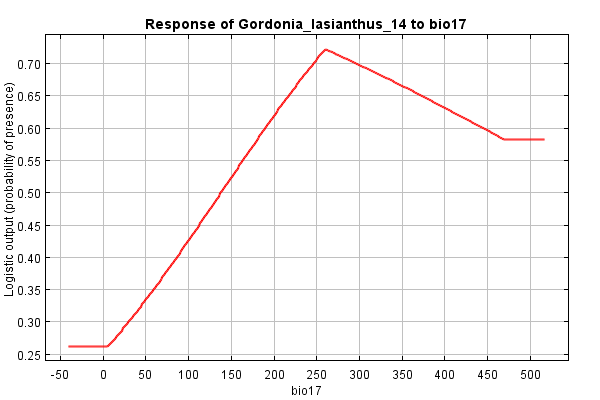 Response of Gordonia_lasianthus_14 to bio17
Logistic output (probability of presence)
0.70
0.65
0.60
0.55
0.50
0.45
0.40
0.35
0.30
0.25
-50 0 50 100 150 200 250 300 350 400 450 500
bio17